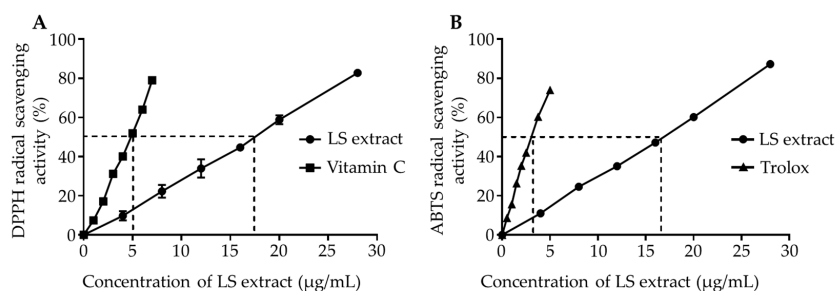 A
DPPH radical scavenging
activity (%)
100
80
60
40
20
0
0 5 10 15 20 25 30
Concentration of LS extract (μg/mL)
LS extract
Vitamin C
B
ABTS radical scavenging
activity (%)
100
80
60
40
20
0
0 5 10 15 20 25 30
Concentration of LS extract (μg/mL)
LS extract
Trolox